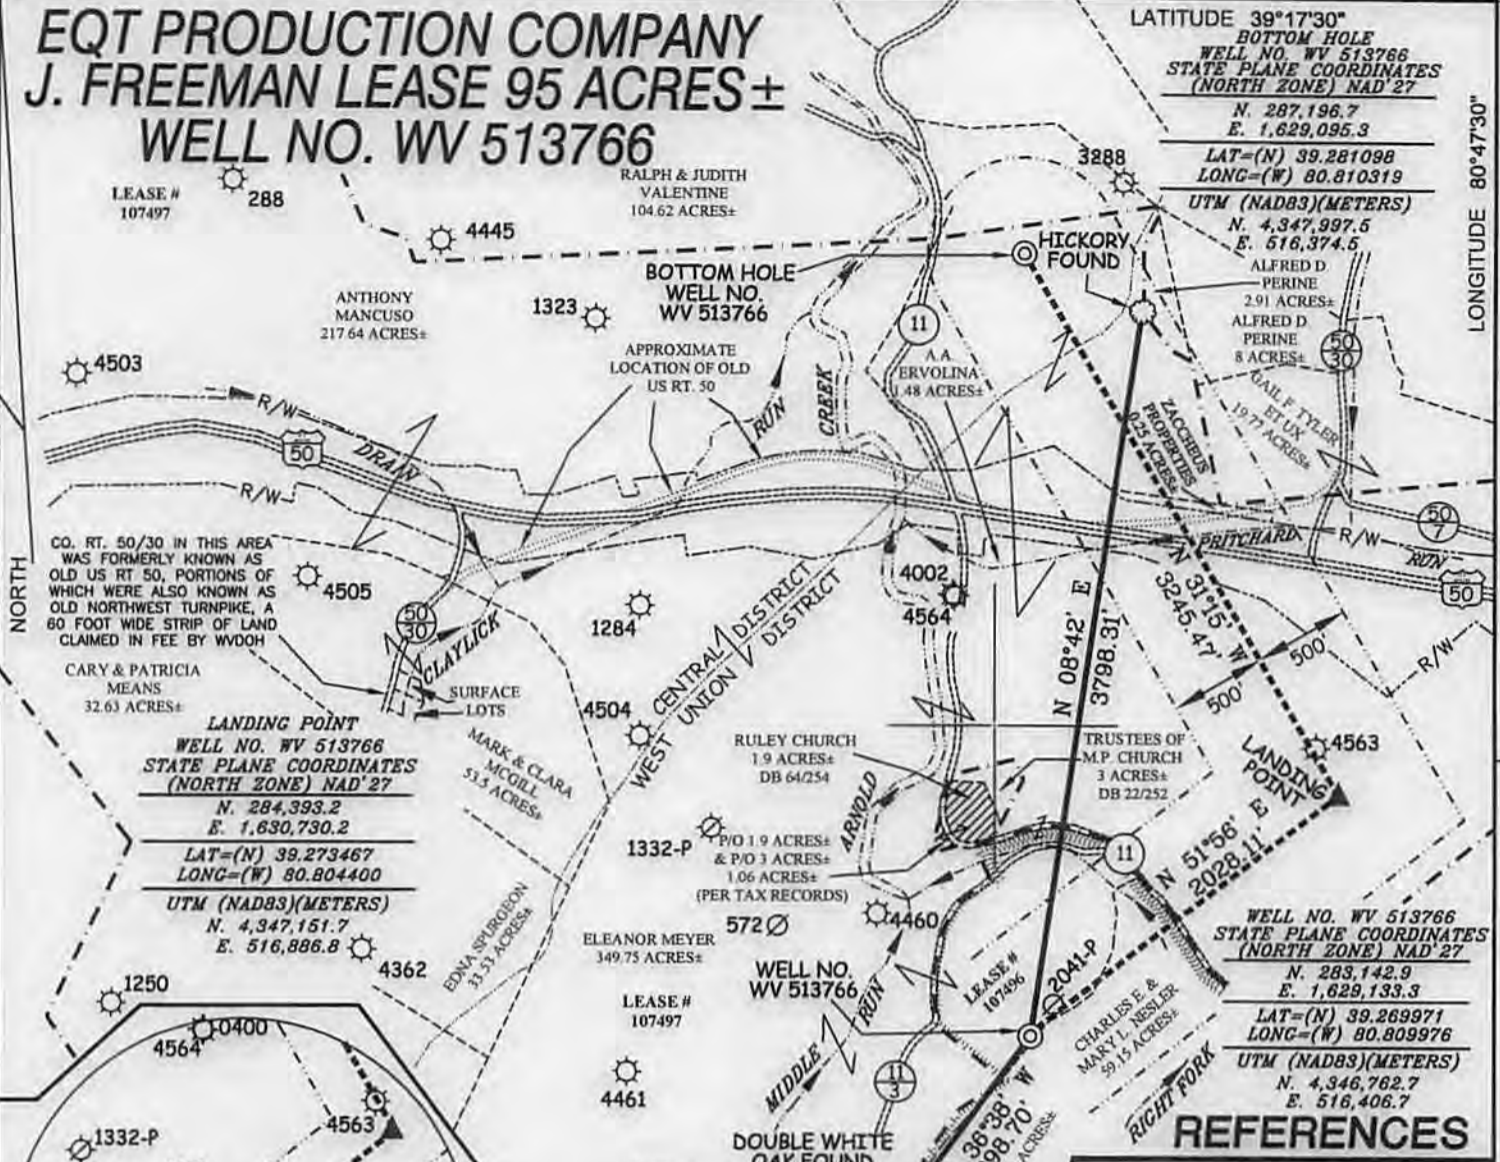 EQT PRODUCTION COMPANY
J. FREEMAN LEASE 95 ACRES±
WELL NO. WV 513766
LATITUDE 39°17'30"
BOTTOM HOLE
WELL NO. WV 513766
STATE PLANE COORDINATES
(NORTH ZONE) NAD'27
N. 287,196.7
E. 1,629,095.3
LAT=(N) 39.281098
LONG=(W) 80.810319
UTM (NAD83)(METERS)
N. 4,347,997.5
E. 516,374.5
LONGITUDE 80°47'30"
LEASE #
107497
288
4445
RALPH & JUDITH
VALENTINE
104.62 ACRES±
3288
HICKORY
FOUND
BOTTOM HOLE
WELL NO.
WV 513766
ANTHONY
MANCUSO
217.64 ACRES±
1323
4503
11
ALFRED D.
PERINE
2.91 ACRES±
ALFRED D.
PERINE
8 ACRES±
50
30
APPROXIMATE
LOCATION OF OLD
US RT. 50
A.A.
ERVOLINA
1.48 ACRES±
GAIL F. TYLER
ET UX
19.77 ACRES±
ZACCHEUS
PROPERTIES
0.25 ACRES±
RUN
CREEK
R/W
50
DRAIN
R/W
50
7
PRITCHARD
R/W
RUN
50
NORTH
CO. RT. 50/30 IN THIS AREA
WAS FORMERLY KNOWN AS
OLD US RT 50, PORTIONS OF
WHICH WERE ALSO KNOWN AS
OLD NORTHWEST TURNPIKE, A
60 FOOT WIDE STRIP OF LAND
CLAIMED IN FEE BY WVDOH
4505
50
30
CLAYLICK
1284
4002
4564
CENTRAL DISTRICT
WEST UNION DISTRICT
N 08°42' E
3798.31'
N 31°15' W
3245.47'
500'
500'
R/W
CARY & PATRICIA
MEANS
32.63 ACRES±
SURFACE
LOTS
4504
MARK & CLARA
MCGILL
53.5 ACRES±
LANDING POINT
WELL NO. WV 513766
STATE PLANE COORDINATES
(NORTH ZONE) NAD'27
N. 284,393.2
E. 1,630,730.2
LAT=(N) 39.273467
LONG=(W) 80.804400
UTM (NAD83)(METERS)
N. 4,347,151.7
E. 516,886.8
RULEY CHURCH
1.9 ACRES±
DB 64/254
TRUSTEES OF
M.P. CHURCH
3 ACRES±
DB 22/252
LANDING
POINT
4563
ARNOLD
1332-P
P/O 1.9 ACRES±
& P/O 3 ACRES±
1.06 ACRES±
(PER TAX RECORDS)
11
N 51°56' E
2028.11'
572
4460
ELEANOR MEYER
349.75 ACRES±
EDNA SPURGEON
33.53 ACRES±
4362
1250
LEASE #
107497
WELL NO.
WV 513766
RUN
MIDDLE
LEASE #
107496
2041-P
CHARLES E. &
MARY L. NESLER
59.15 ACRES±
WELL NO. WV 513766
STATE PLANE COORDINATES
(NORTH ZONE) NAD'27
N. 283,142.9
E. 1,629,133.3
LAT=(N) 39.269971
LONG=(W) 80.809976
UTM (NAD83)(METERS)
N. 4,346,762.7
E. 516,406.7
0400
4564
4461
4563
1332-P
11
3
RIGHT FORK
36°38' W
98.70'
ACRES±
DOUBLE WHITE
OAK FOUND
REFERENCES